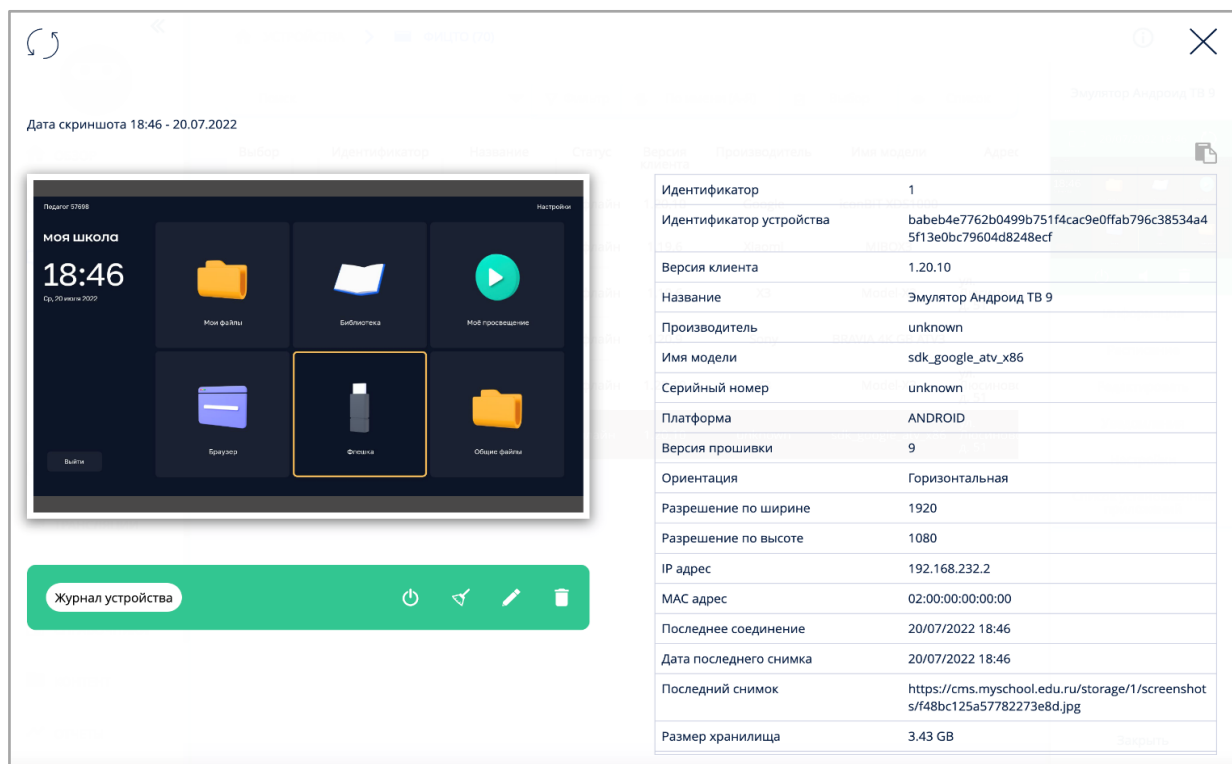 Дата скриншота 18:46 - 20.07.2022
Педагог 57698
Настройки
моя школа
18:46
Ср, 20 июля 2022
Мои файлы
Библиотека
Моё просвещение
Браузер
Флешка
Общие файлы
Выйти
Журнал устройства
Идентификатор 1
Идентификатор устройства babeb4e7762b0499b751f4cac9e0ffab796c38534a4
5f13e0bc79604d8248ecf
Версия клиента 1.20.10
Название Эмулятор Андроид ТВ 9
Производитель unknown
Имя модели sdk_google_atv_x86
Серийный номер unknown
Платформа ANDROID
Версия прошивки 9
Ориентация Горизонтальная
Разрешение по ширине 1920
Разрешение по высоте 1080
IP адрес 192.168.232.2
MAC адрес 02:00:00:00:00:00
Последнее соединение 20/07/2022 18:46
Дата последнего снимка 20/07/2022 18:46
Последний снимок https://cms.myschool.edu.ru/storage/1/screenshot
s/f48bc125a57782273e8d.jpg
Размер хранилища 3.43 GB